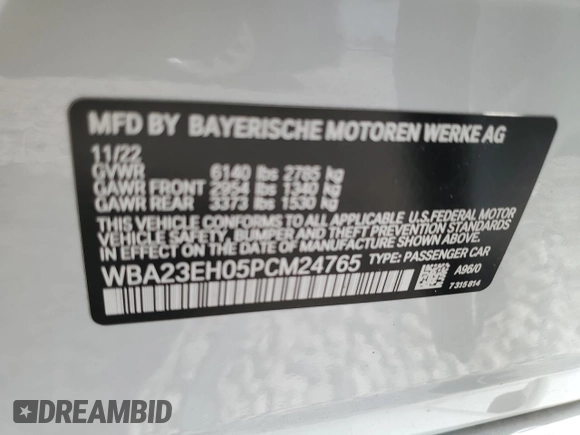 MFD BY BAYERISCHE MOTOREN WERKE AG
11/22
GVWR 6140 lbs 2785 kg
GAWR FRONT 2954 lbs 1340 kg
GAWR REAR 3373 lbs 1530 kg
THIS VEHICLE CONFORMS TO ALL APPLICABLE U.S. FEDERAL MOTOR
VEHICLE SAFETY, BUMPER, AND THEFT PREVENTION STANDARDS
IN EFFECT ON THE DATE OF MANUFACTURE SHOWN ABOVE.
WBA23EH05PCM24765 TYPE: PASSENGER CAR
A96/0
7315814
DREAMBID